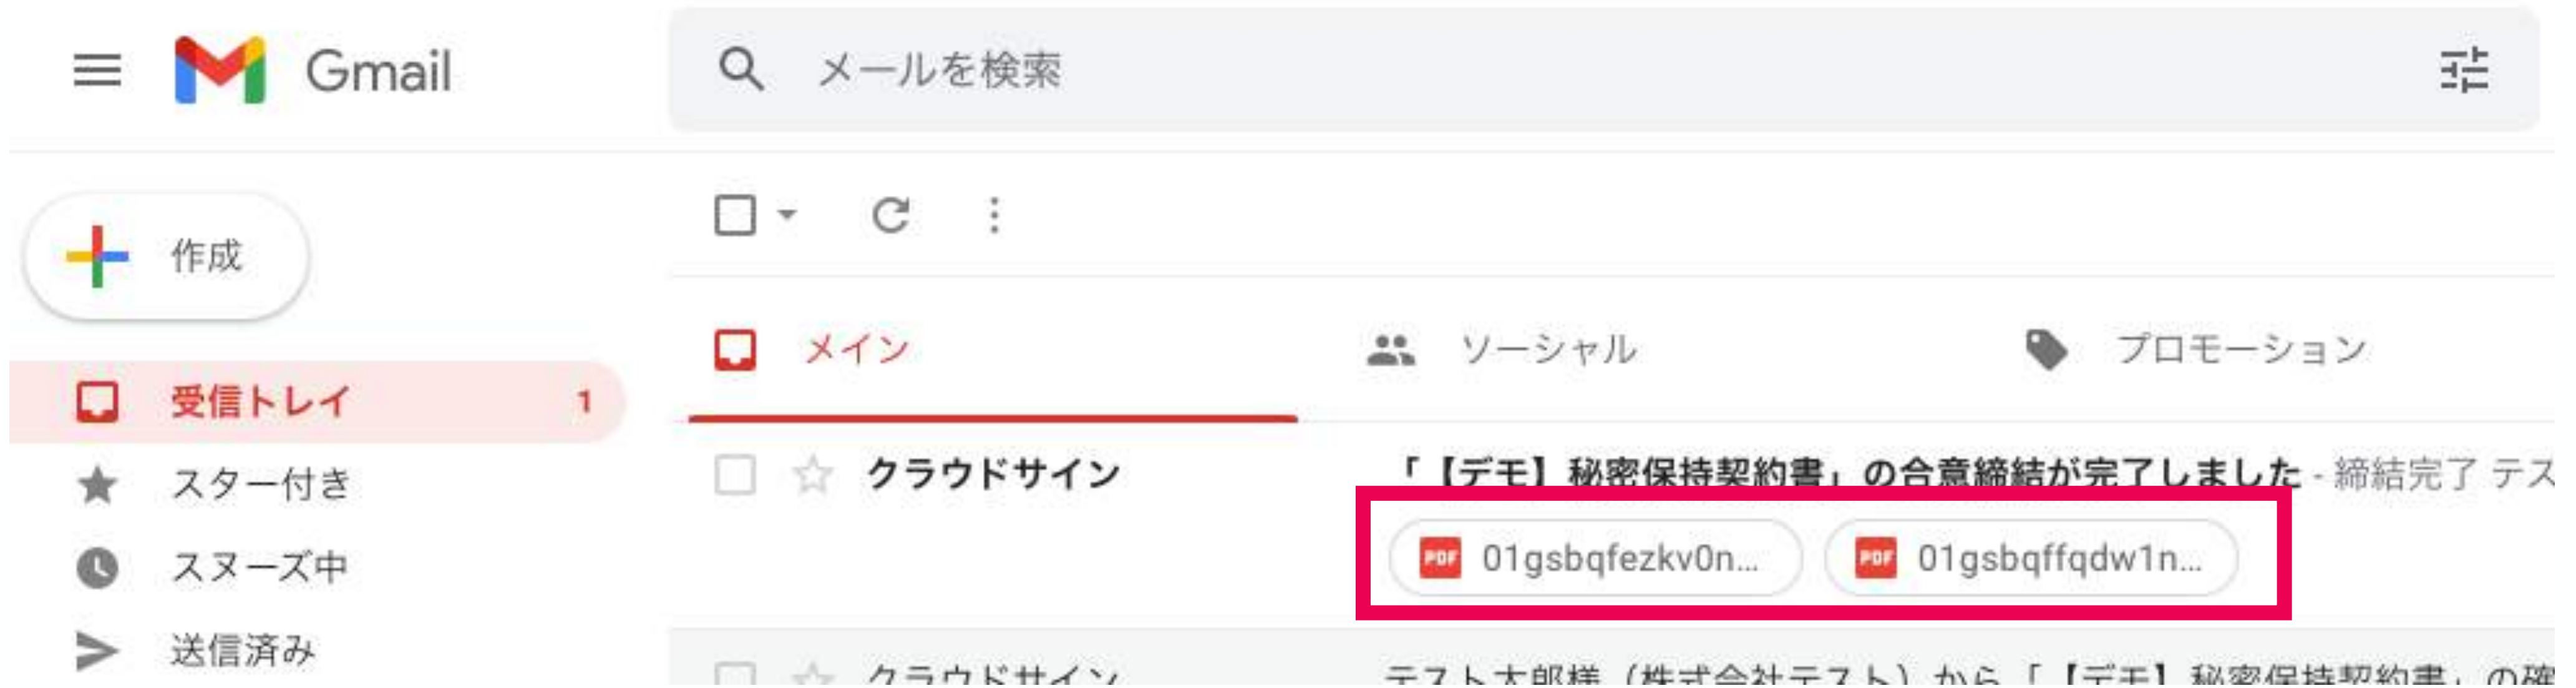 Gmail
メールを検索
作成
メイン
ソーシャル
プロモーション
受信トレイ 1
スター付き
スヌーズ中
送信済み
クラウドサイン 「【デモ】秘密保持契約書」の合意締結が完了しました - 締結完了 テス
PDF 01gsbqfezkv0n... PDF 01gsbqffqdw1n...
クラウドサイン テスト太郎様（株式会社テスト）から「【デモ】秘密保持契約書」の確